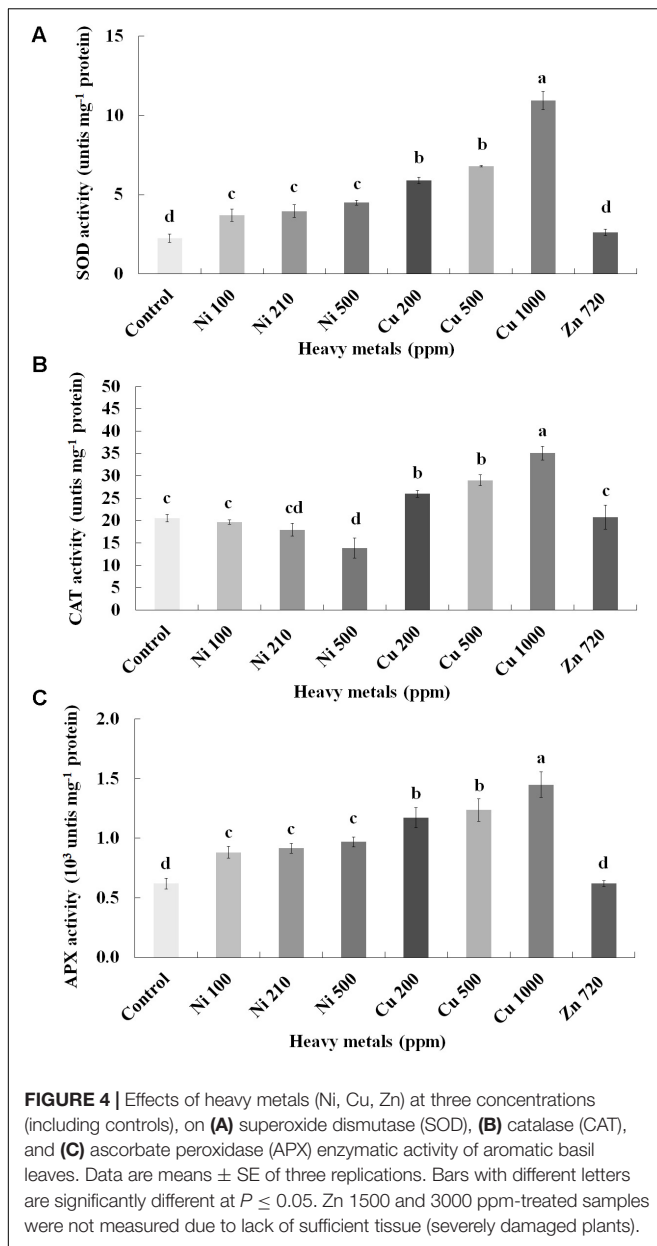 A
SOD activity (untis mg-1 protein)
15
10
5
0
d
c
c
c
b
b
a
d
Control
Ni 100
Ni 210
Ni 500
Cu 200
Cu 500
Cu 1000
Zn 720
Heavy metals (ppm)
B
CAT activity (untis mg-1 protein)
50
45
40
35
30
25
20
15
10
5
0
c
c
cd
d
b
b
a
c
Control
Ni 100
Ni 210
Ni 500
Cu 200
Cu 500
Cu 1000
Zn 720
Heavy metals (ppm)
C
APX activity (10³ untis mg-1 protein)
2.0
1.5
1.0
0.5
0.0
d
c
c
c
b
b
a
d
Control
Ni 100
Ni 210
Ni 500
Cu 200
Cu 500
Cu 1000
Zn 720
Heavy metals (ppm)
FIGURE 4 | Effects of heavy metals (Ni, Cu, Zn) at three concentrations
(including controls), on (A) superoxide dismutase (SOD), (B) catalase (CAT),
and (C) ascorbate peroxidase (APX) enzymatic activity of aromatic basil
leaves. Data are means ± SE of three replications. Bars with different letters
are significantly different at P ≤ 0.05. Zn 1500 and 3000 ppm-treated samples
were not measured due to lack of sufficient tissue (severely damaged plants).